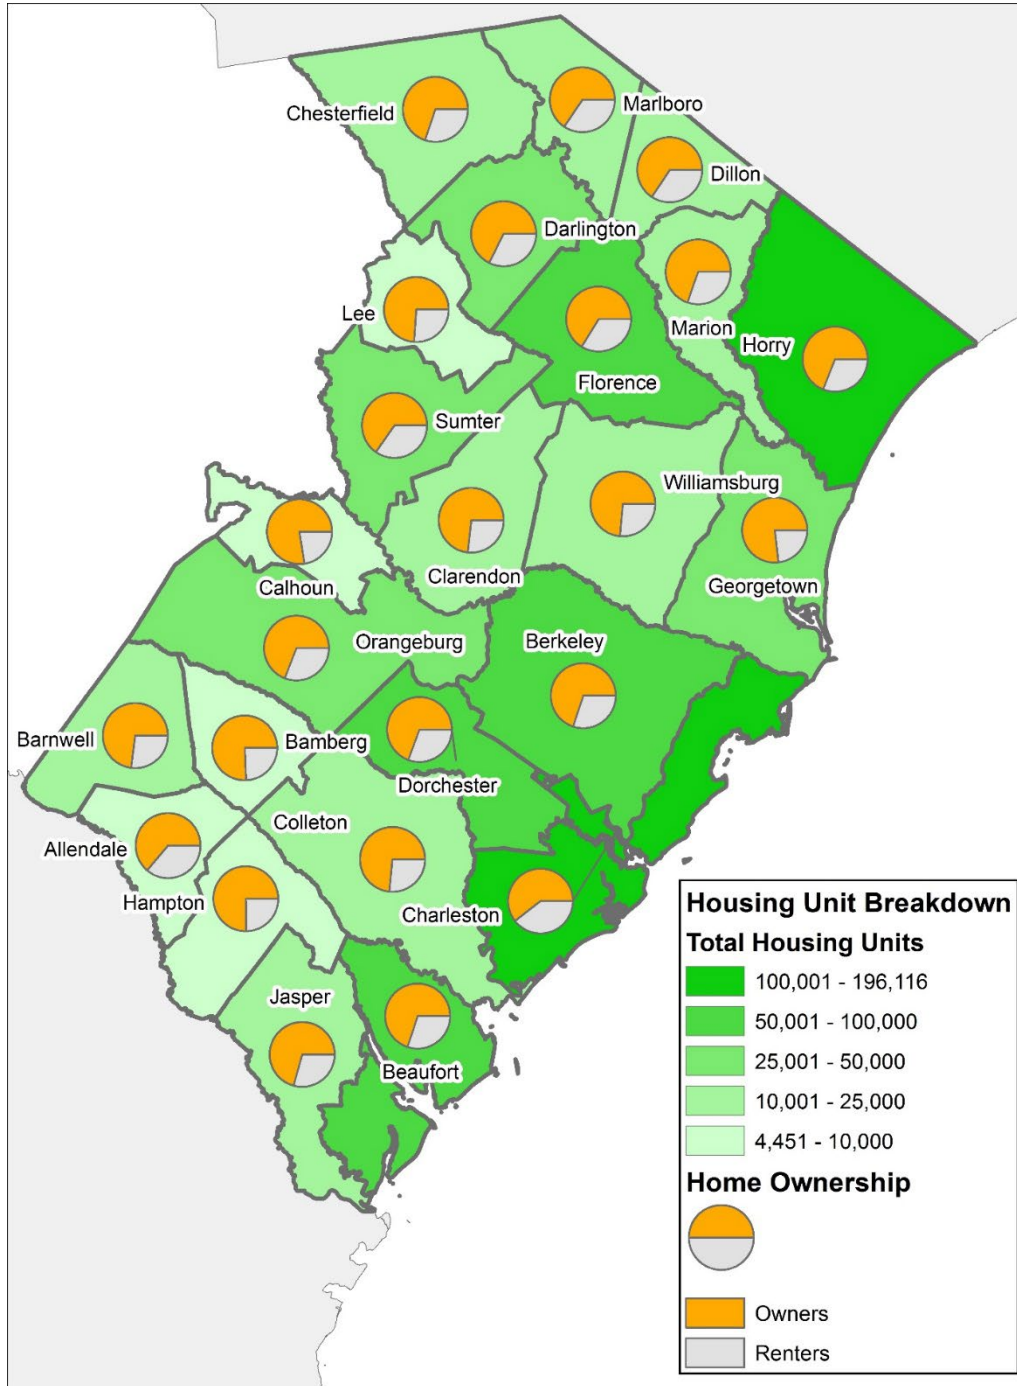 Chesterfield
Marlboro
Dillon
Darlington
Lee
Marion
Horry
Florence
Sumter
Williamsburg
Clarendon
Calhoun
Georgetown
Orangeburg
Berkeley
Barnwell
Bamberg
Dorchester
Colleton
Allendale
Hampton
Charleston
Jasper
Beaufort
Housing Unit Breakdown
Total Housing Units
100,001 - 196,116
50,001 - 100,000
25,001 - 50,000
10,001 - 25,000
4,451 - 10,000
Home Ownership
Owners
Renters